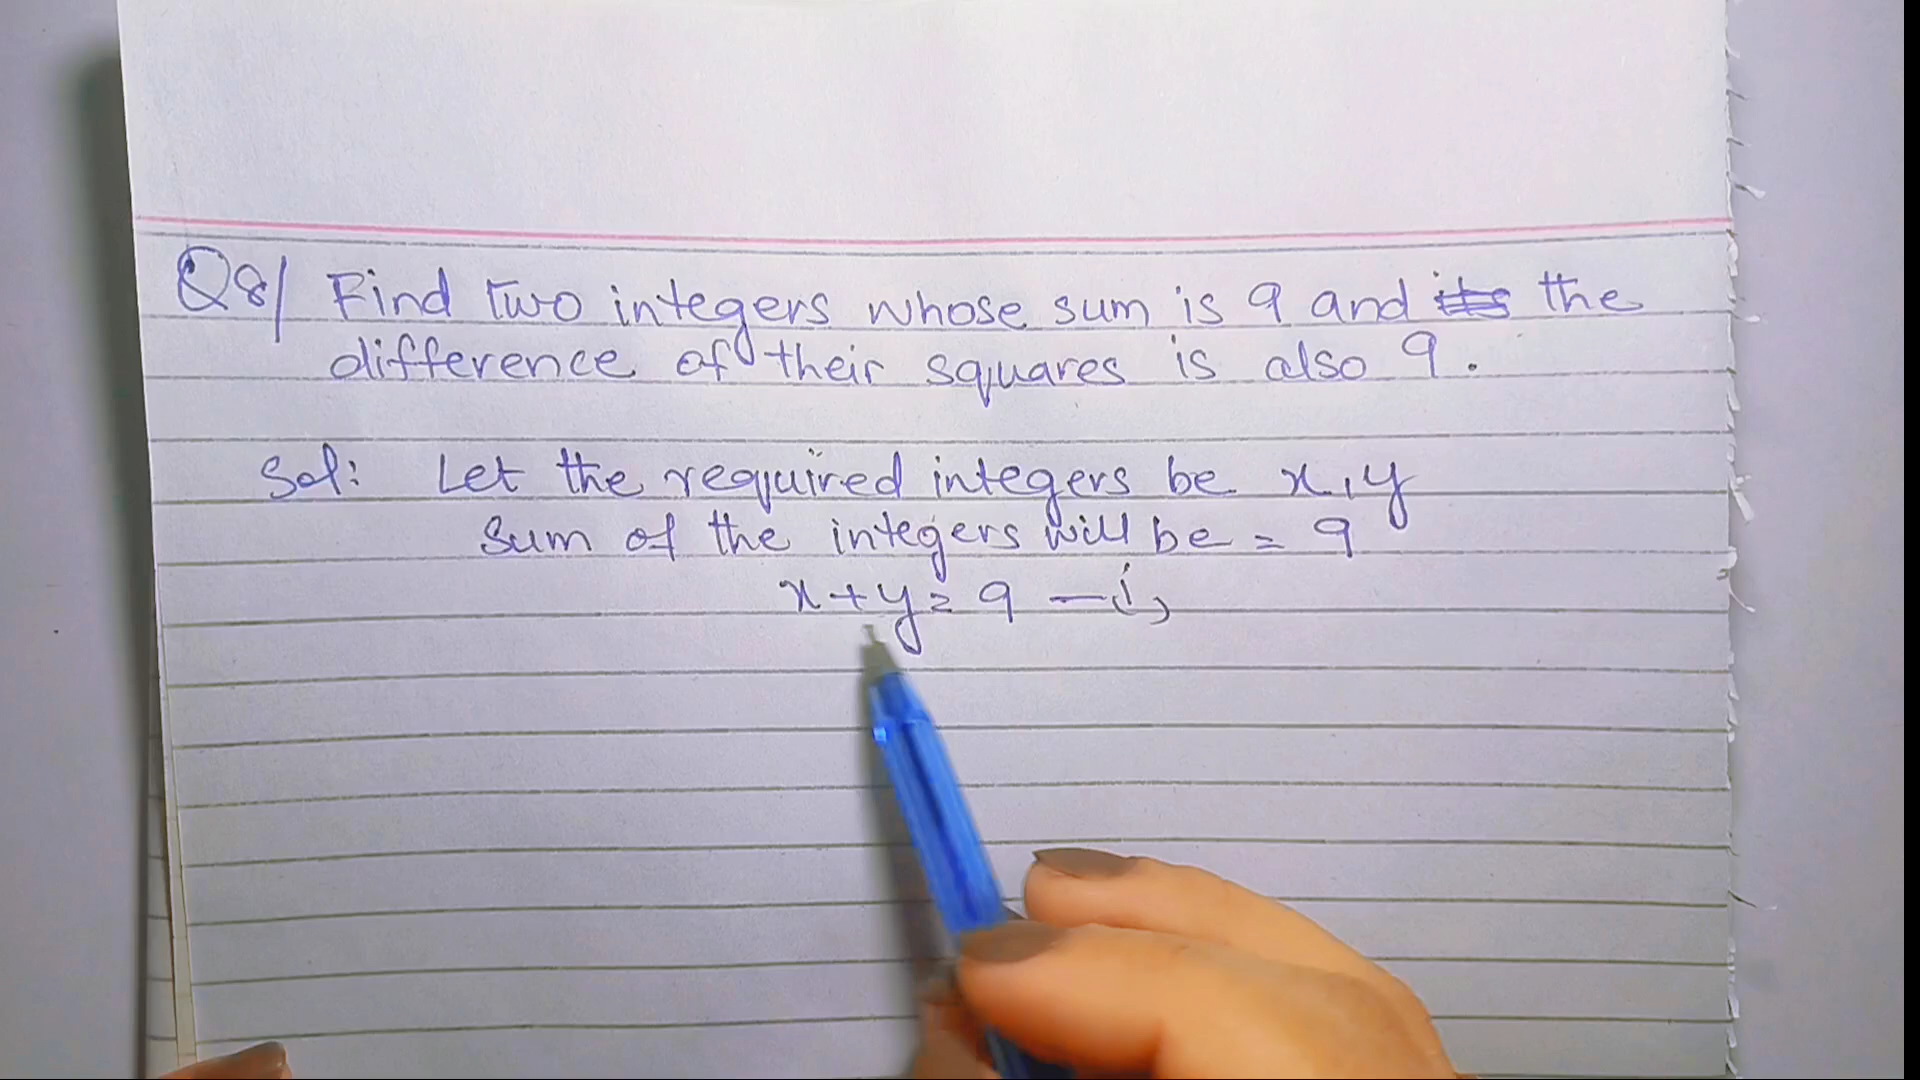 Q8/ Find two integers whose sum is 9 and the
difference of their squares is also 9.
Sol: Let the required integers be x, y
Sum of the integers will be = 9
x + y = 9 — i)